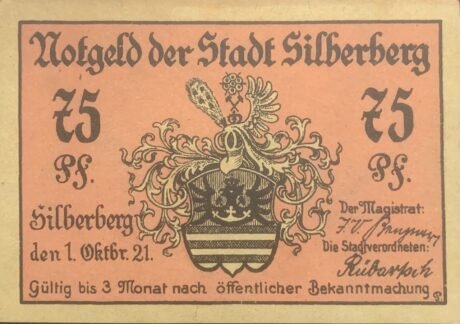 Notgeld der Stadt Silberberg
75 75
Pf. Pf.
Silberberg
den 1. Oktbr. 21.
Der Magistrat:
Die Stadtverordneten:
Gültig bis 3 Monat nach öffentlicher Bekanntmachung